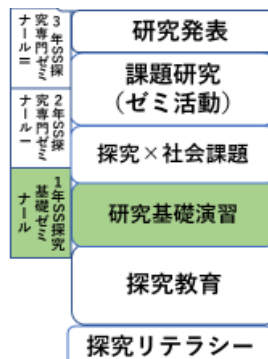 3年SS探
究専門ゼミ
ナールⅡ
研究発表
課題研究
(ゼミ活動)
2年SS探
究専門ゼミ
ナールⅠ
探究×社会課題
1年SS探究
基礎ゼミ
ナール
研究基礎演習
探究教育
探究リテラシー